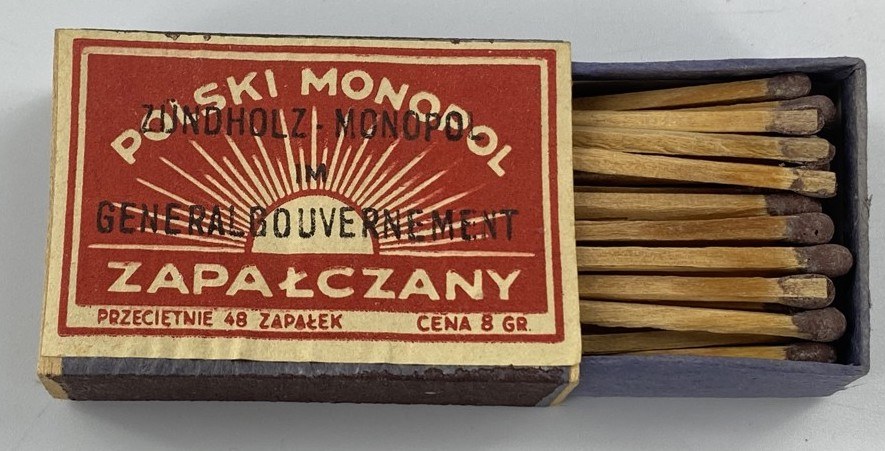 POLSKI MONOPOL
ZÜNDHOLZ-MONOPOL
IM
GENERALGOUVERNEMENT
ZAPAŁCZANY
PRZECIĘTNIE 48 ZAPAŁEK CENA 8 GR.